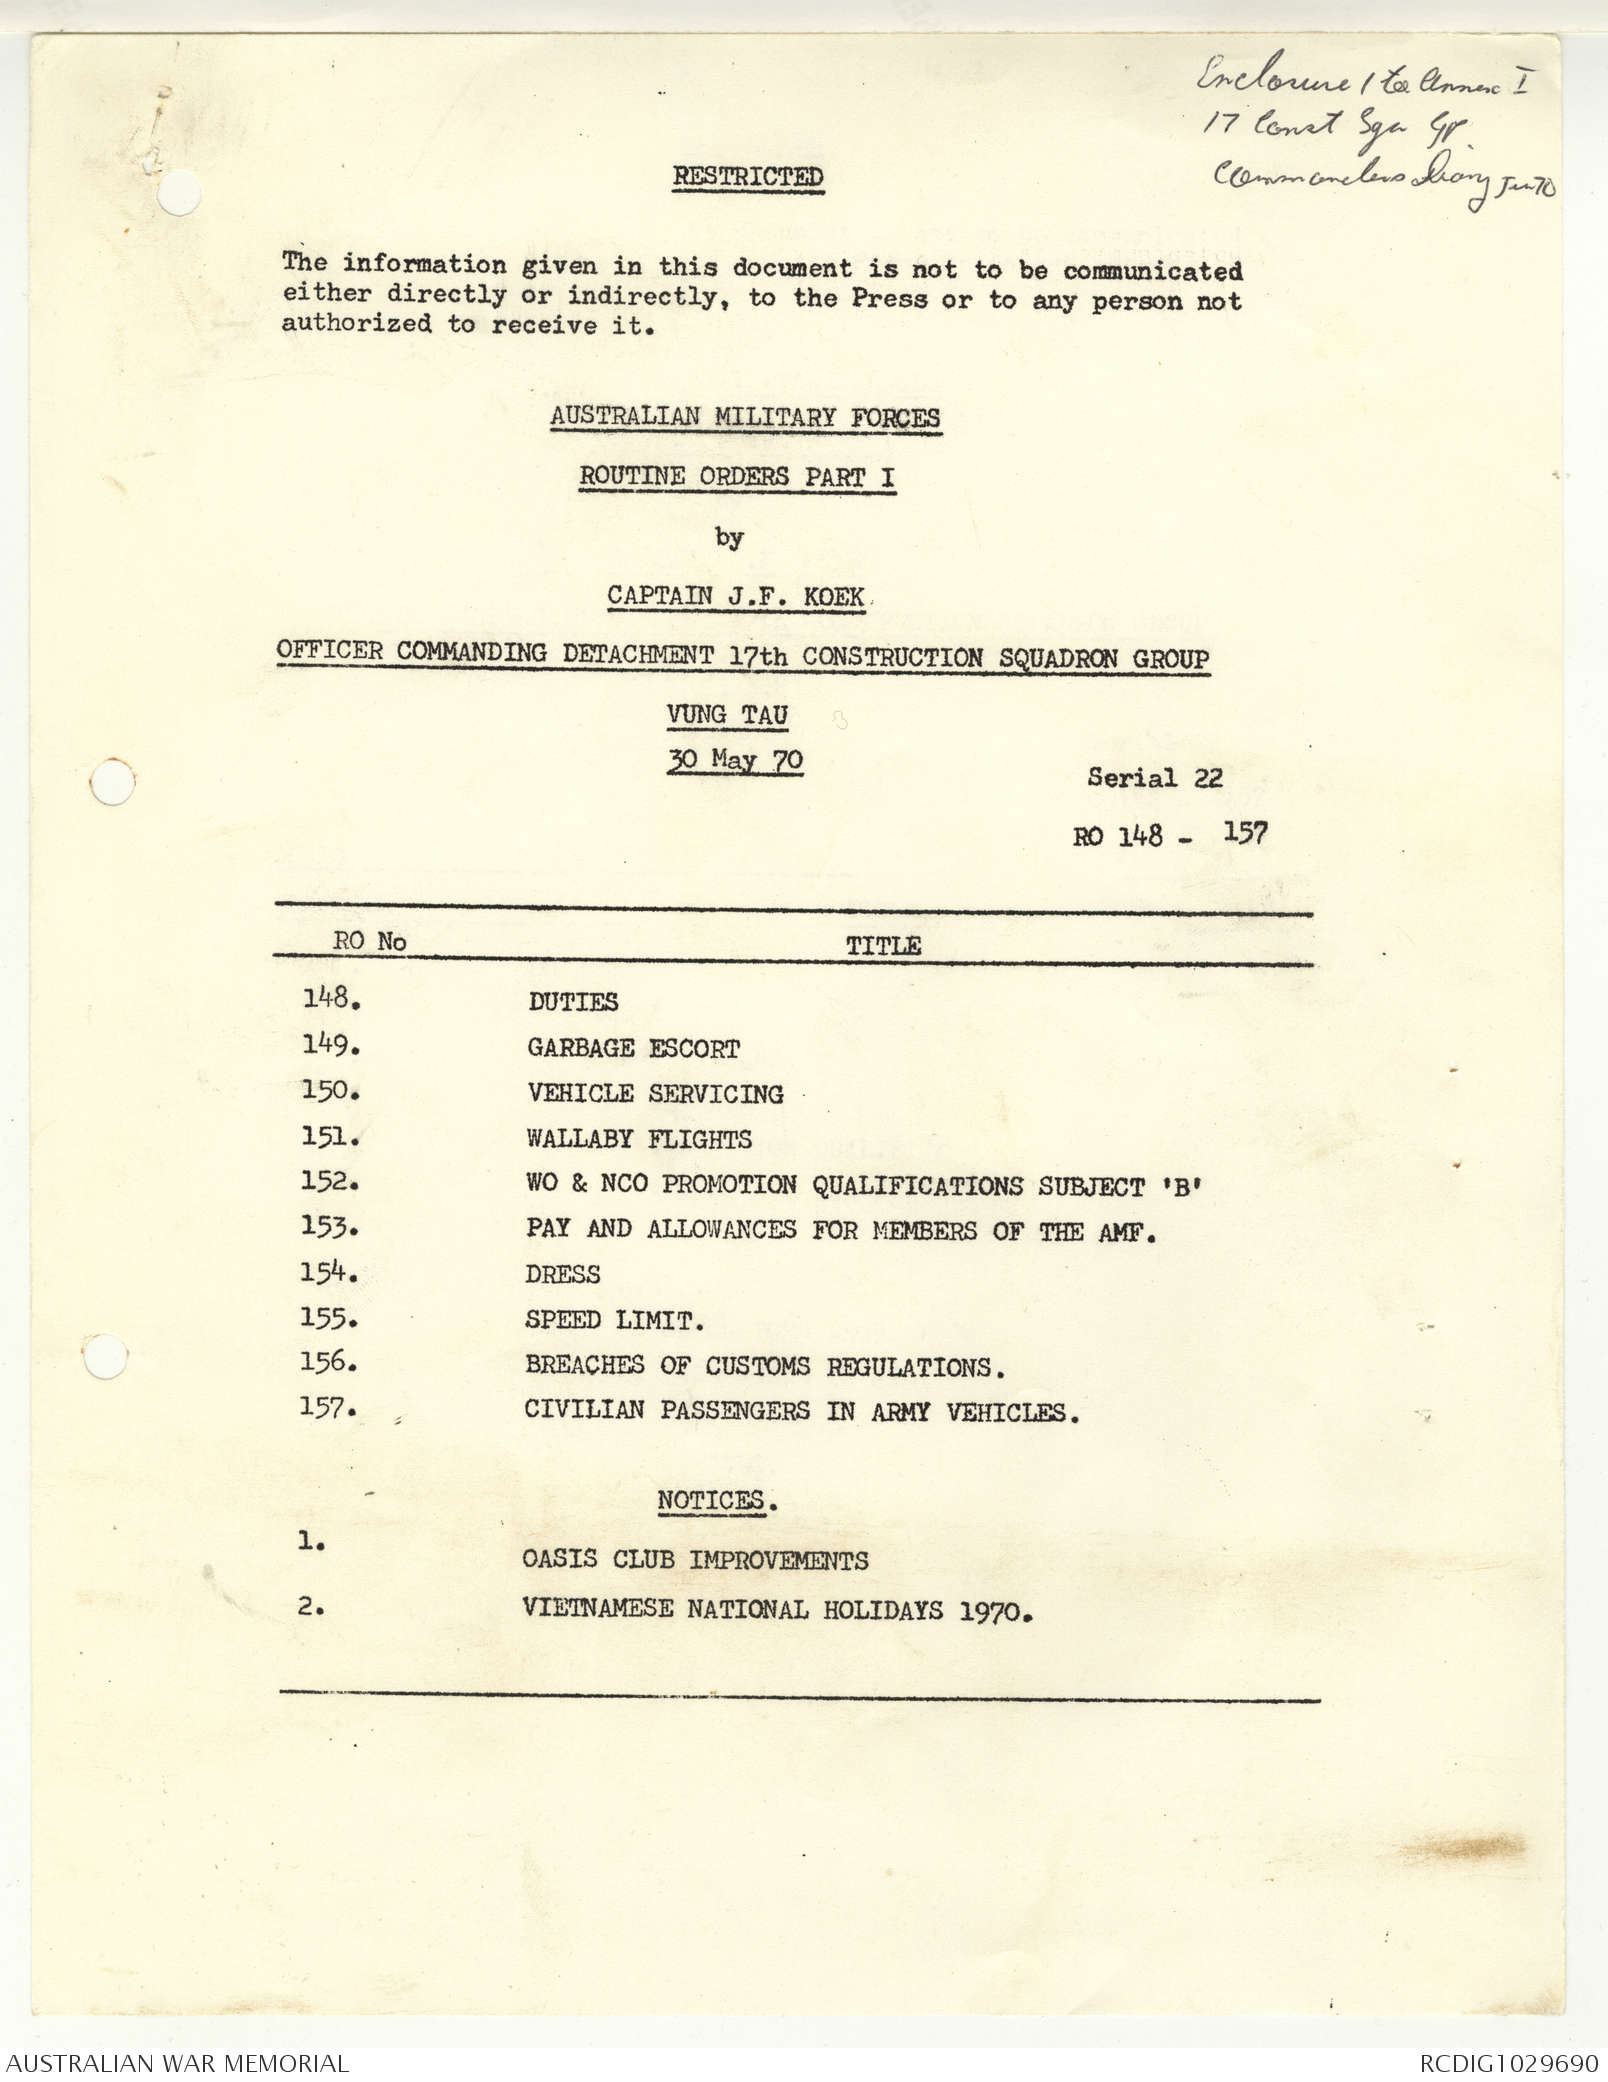 Enclosure 1 to Annex I
17 Const Sqn Gp
Commanders Diary Jun 70
RESTRICTED
The information given in this document is not to be communicated
either directly or indirectly, to the Press or to any person not
authorized to receive it.
AUSTRALIAN MILITARY FORCES
ROUTINE ORDERS PART I
by
CAPTAIN J.F. KOEK
OFFICER COMMANDING DETACHMENT 17th CONSTRUCTION SQUADRON GROUP
VUNG TAU
30 May 70
Serial 22
RO 148 - 157
RO No TITLE
148. DUTIES
149. GARBAGE ESCORT
150. VEHICLE SERVICING
151. WALLABY FLIGHTS
152. WO & NCO PROMOTION QUALIFICATIONS SUBJECT 'B'
153. PAY AND ALLOWANCES FOR MEMBERS OF THE AMF.
154. DRESS
155. SPEED LIMIT.
156. BREACHES OF CUSTOMS REGULATIONS.
157. CIVILIAN PASSENGERS IN ARMY VEHICLES.
NOTICES.
1. OASIS CLUB IMPROVEMENTS
2. VIETNAMESE NATIONAL HOLIDAYS 1970.
AUSTRALIAN WAR MEMORIAL RCDIG1029690